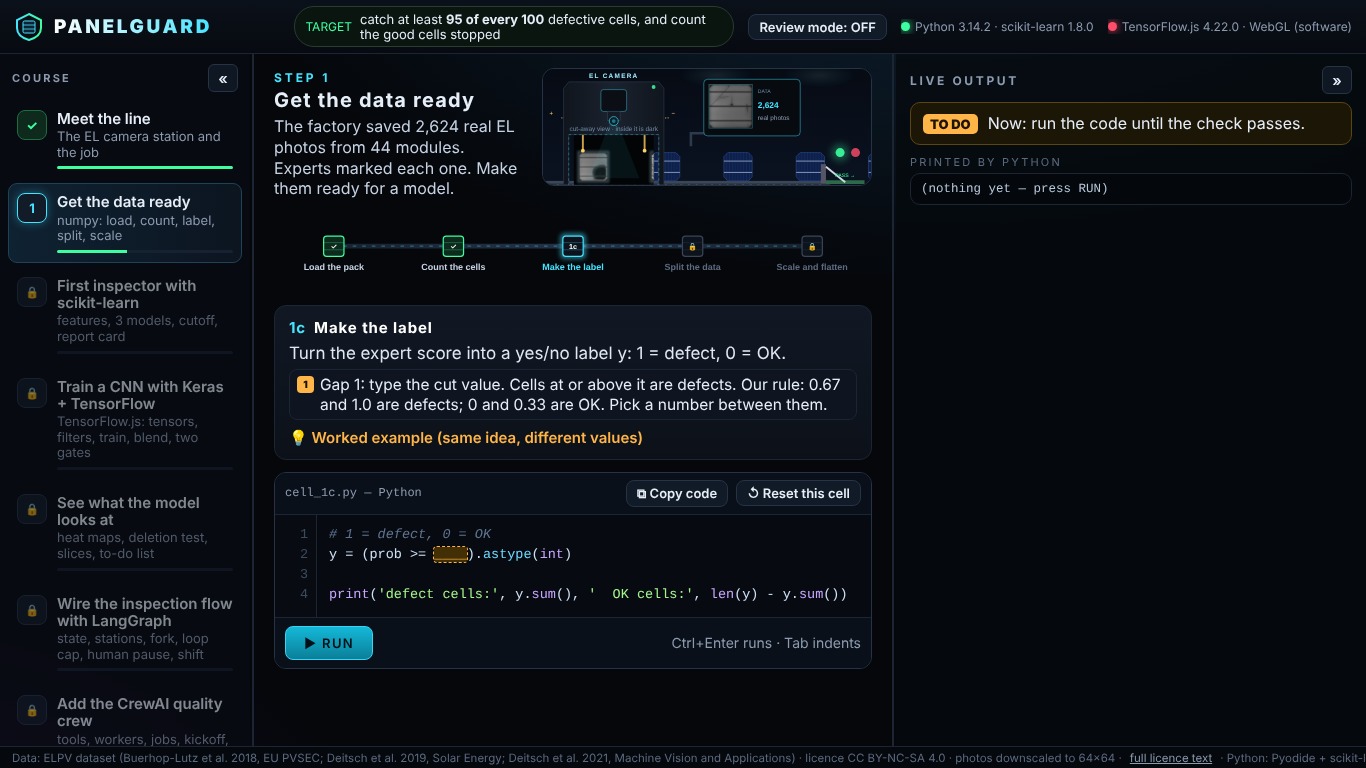 PANELGUARD
TARGET
catch at least 95 of every 100 defective cells, and count
the good cells stopped
Review mode: OFF
Python 3.14.2 · scikit-learn 1.8.0
TensorFlow.js 4.22.0 · WebGL (software)
COURSE
«
Meet the line
The EL camera station and
the job
1
Get the data ready
numpy: load, count, label,
split, scale
First inspector with
scikit-learn
features, 3 models, cutoff,
report card
Train a CNN with Keras
+ TensorFlow
TensorFlow.js: tensors,
filters, train, blend, two
gates
See what the model
looks at
heat maps, deletion test,
slices, to-do list
Wire the inspection flow
with LangGraph
state, stations, fork, loop
cap, human pause, shift
Add the CrewAI quality
crew
tools, workers, jobs, kickoff,
STEP 1
Get the data ready
The factory saved 2,624 real EL
photos from 44 modules.
Experts marked each one. Make
them ready for a model.
EL CAMERA
cut-away view · inside it is dark
DATA
2,624
real photos
1c
Load the pack
Count the cells
Make the label
Split the data
Scale and flatten
1c Make the label
Turn the expert score into a yes/no label y: 1 = defect, 0 = OK.
1 Gap 1: type the cut value. Cells at or above it are defects. Our rule: 0.67
and 1.0 are defects; 0 and 0.33 are OK. Pick a number between them.
💡 Worked example (same idea, different values)
cell_1c.py — Python
Copy code
Reset this cell
1 # 1 = defect, 0 = OK
2 y = (prob >= ____).astype(int)
3
4 print('defect cells:', y.sum(), '  OK cells:', len(y) - y.sum())
▶ RUN
Ctrl+Enter runs · Tab indents
LIVE OUTPUT
»
TO DO Now: run the code until the check passes.
PRINTED BY PYTHON
(nothing yet — press RUN)
Data: ELPV dataset (Buerhop-Lutz et al. 2018, EU PVSEC; Deitsch et al. 2019, Solar Energy; Deitsch et al. 2021, Machine Vision and Applications) · licence CC BY-NC-SA 4.0 · photos downscaled to 64×64 · full licence text · Python: Pyodide + scikit-